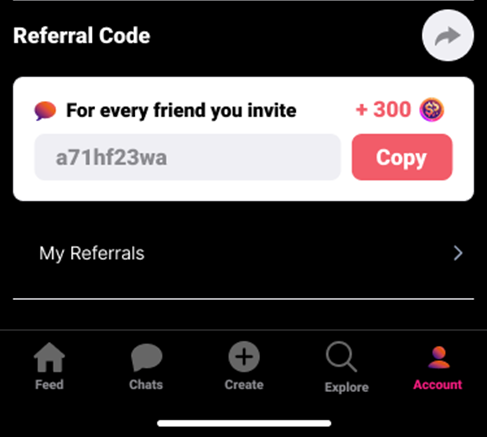 Referral Code
For every friend you invite + 300
a71hf23wa Copy
My Referrals
Feed Chats Create Explore Account